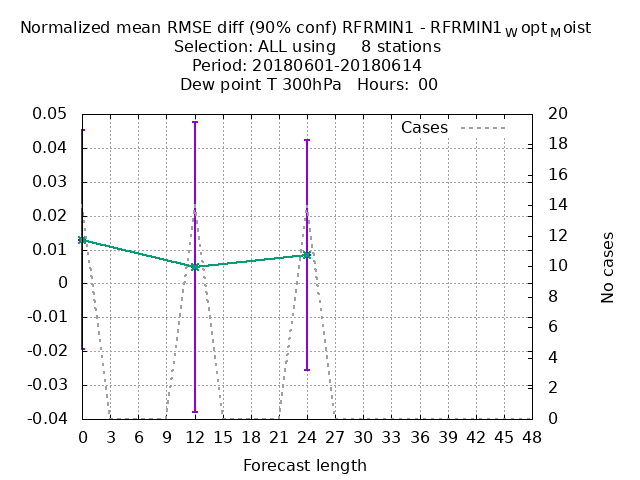 Normalized mean RMSE diff (90% conf) RFRMIN1 - RFRMIN1WoptMoist
Selection: ALL using 8 stations
Period: 20180601-20180614
Dew point T 300hPa Hours: 00
Cases
0.05
0.04
0.03
0.02
0.01
0
-0.01
-0.02
-0.03
-0.04
20
18
16
14
12
10
8
6
4
2
0
No cases
0 3 6 9 12 15 18 21 24 27 30 33 36 39 42 45 48
Forecast length